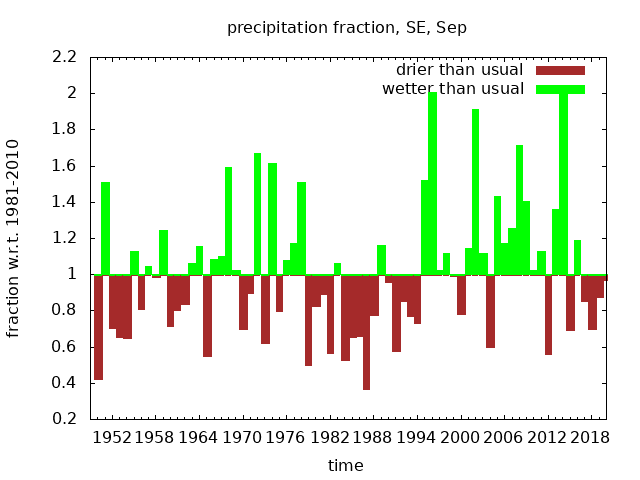 precipitation fraction, SE, Sep
drier than usual
wetter than usual
fraction w.r.t. 1981-2010
2.2
2
1.8
1.6
1.4
1.2
1
0.8
0.6
0.4
0.2
1952 1958 1964 1970 1976 1982 1988 1994 2000 2006 2012 2018
time